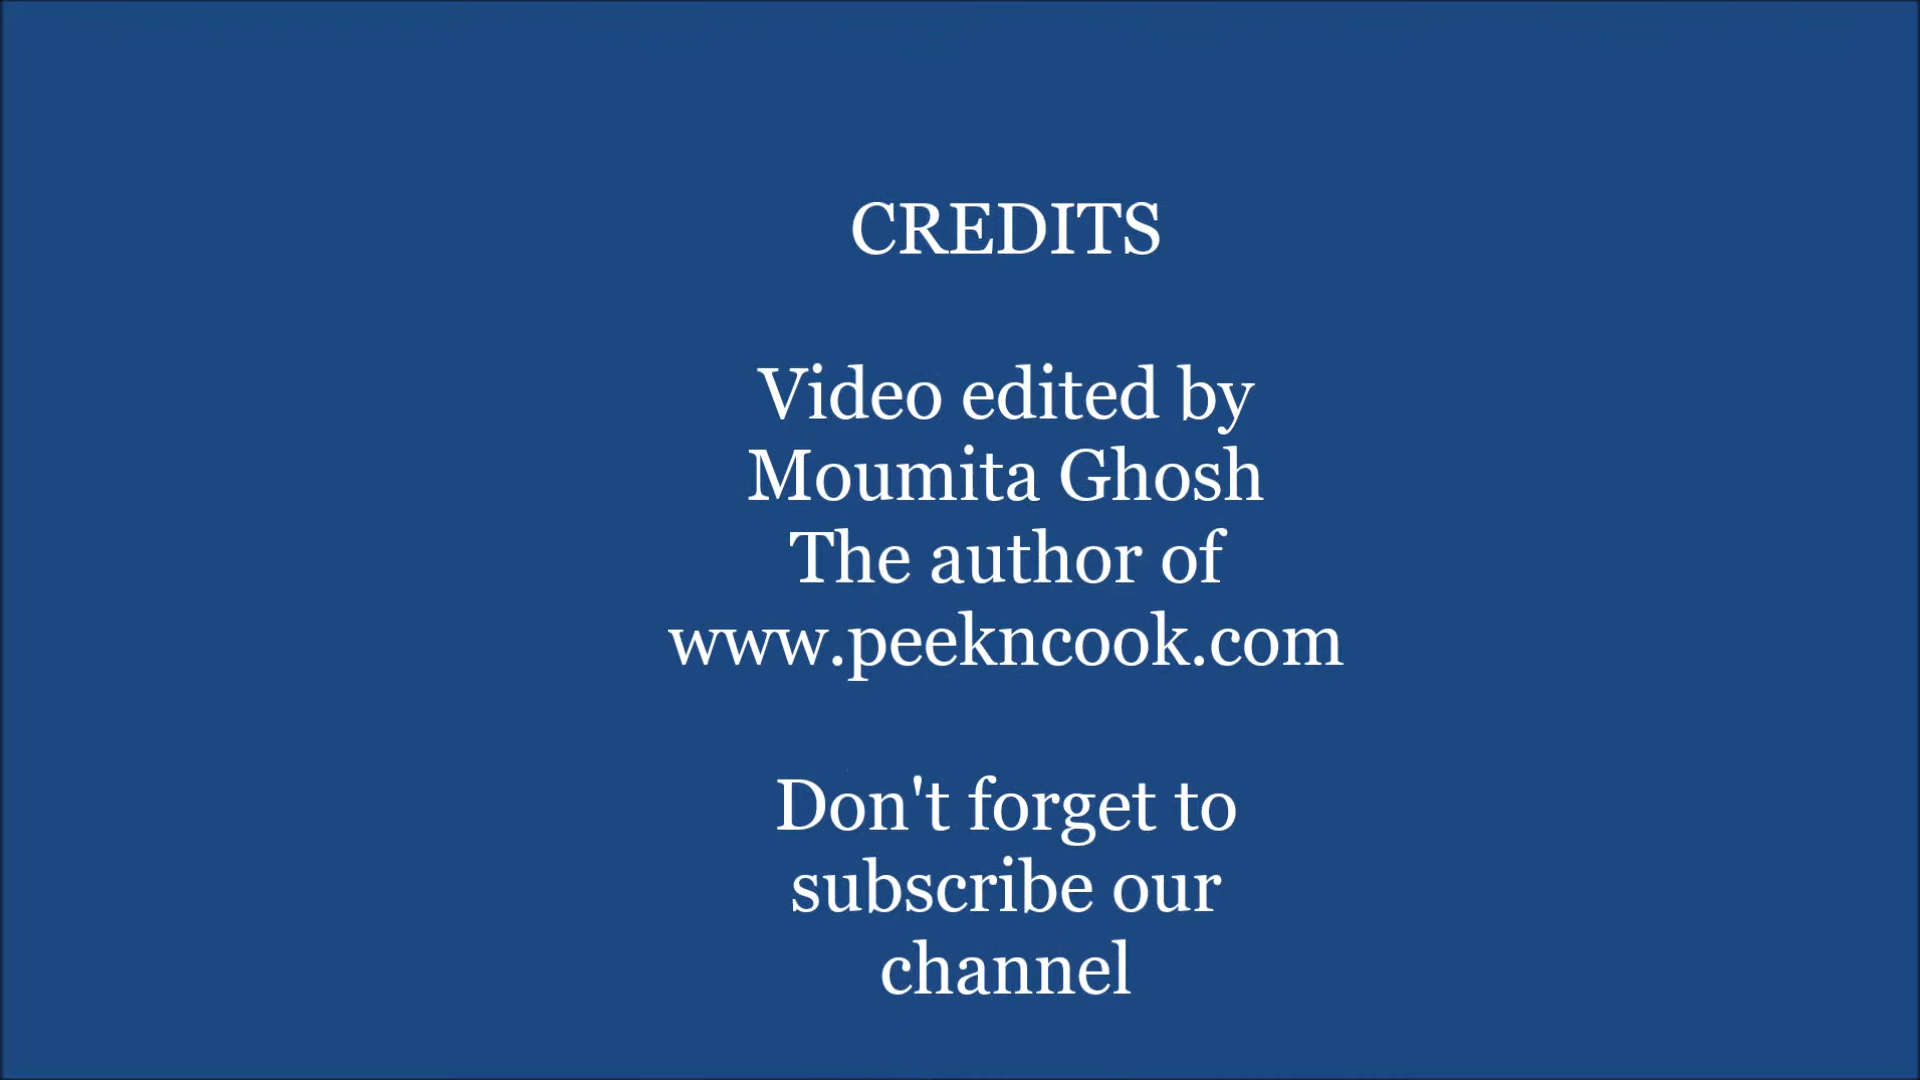 CREDITS
Video edited by
Moumita Ghosh
The author of
www.peekncook.com
Don't forget to
subscribe our
channel